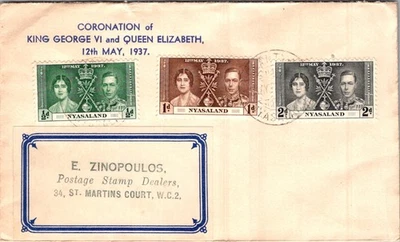 CORONATION of
KING GEORGE VI and QUEEN ELIZABETH,
12th MAY, 1937.
12TH MAY 1937.
½d
NYASALAND
12TH MAY 1937.
1d 1d
NYASALAND
12TH MAY 1937.
2d 2d
NYASALAND
E. ZINOPOULOS,
Postage Stamp Dealers,
34, ST. MARTINS COURT, W.C.2.